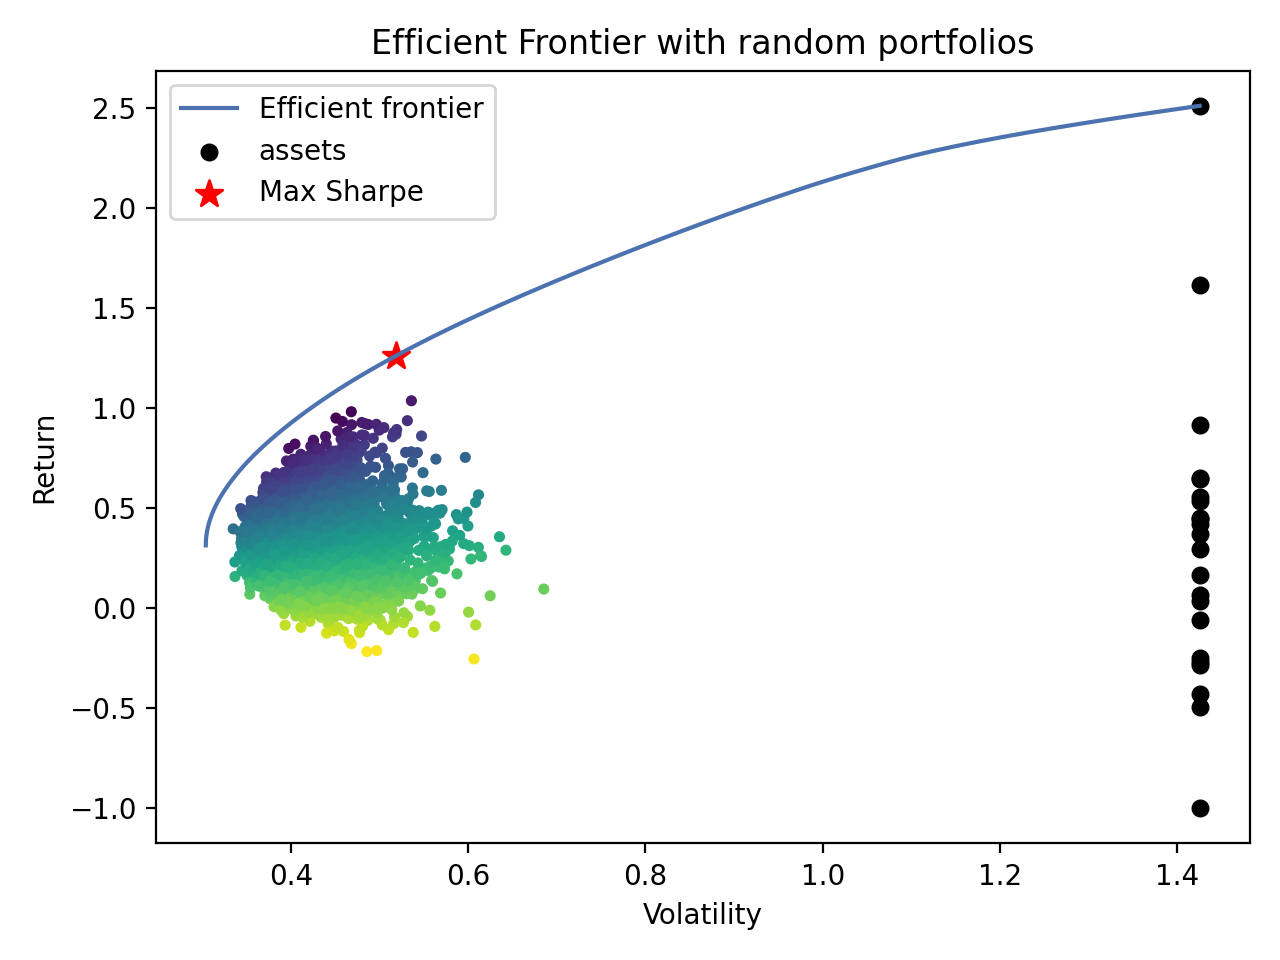 Efficient Frontier with random portfolios
Efficient frontier
assets
Max Sharpe
2.5
2.0
1.5
1.0
0.5
0.0
−0.5
−1.0
Return
0.4 0.6 0.8 1.0 1.2 1.4
Volatility